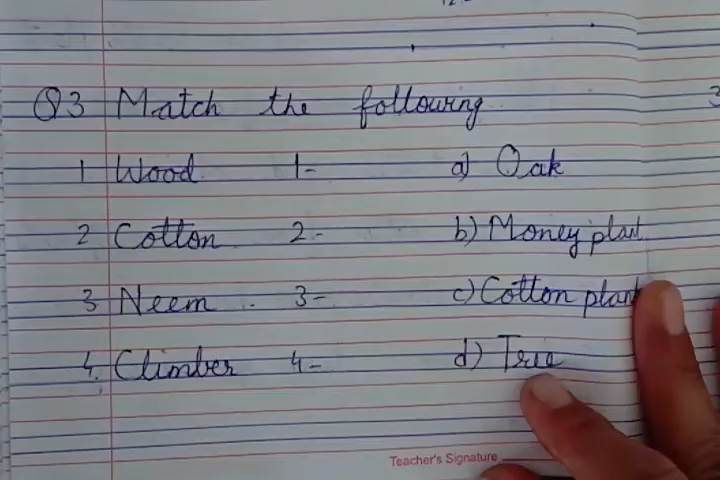 Q3 Match the following
1 Wood 1- a) Oak
2 Cotton 2- b) Money plant
3 Neem 3- c) Cotton plant
4. Climber 4- d) True
Teacher's Signature